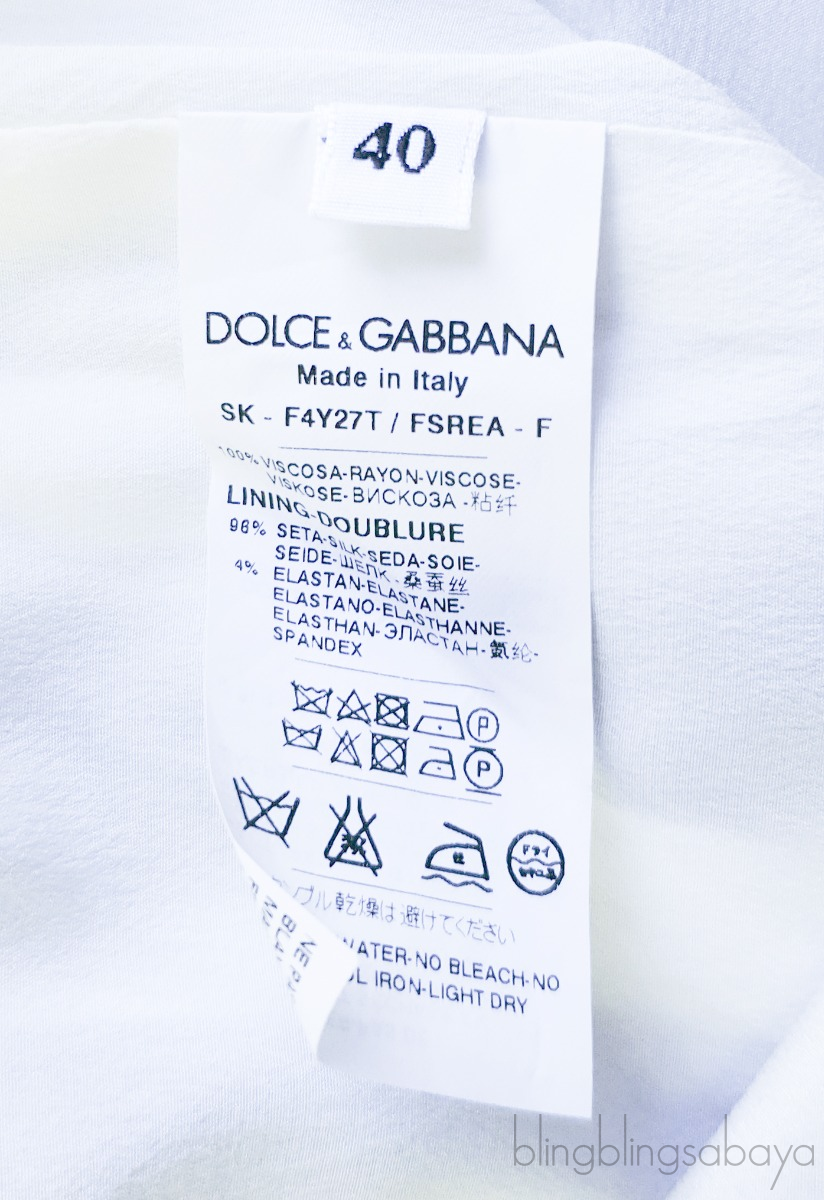 40
DOLCE & GABBANA
Made in Italy
SK - F4Y27T / FSREA - F
100% VISCOSA-RAYON-VISCOSE-
VISKOSE-ВИСКОЗА -粘纤
LINING-DOUBLURE
96% SETA-SILK-SEDA-SOIE-
SEIDE-ШЕЛК-桑蚕丝
4% ELASTAN-ELASTANE-
ELASTANO-ELASTHANNE-
ELASTHAN-ЭЛАСТАН-氨纶-
SPANDEX
P
P
ドライ
ンブル乾燥は避けてください
WATER-NO BLEACH-NO
IRON-LIGHT DRY
blingblingsabaya